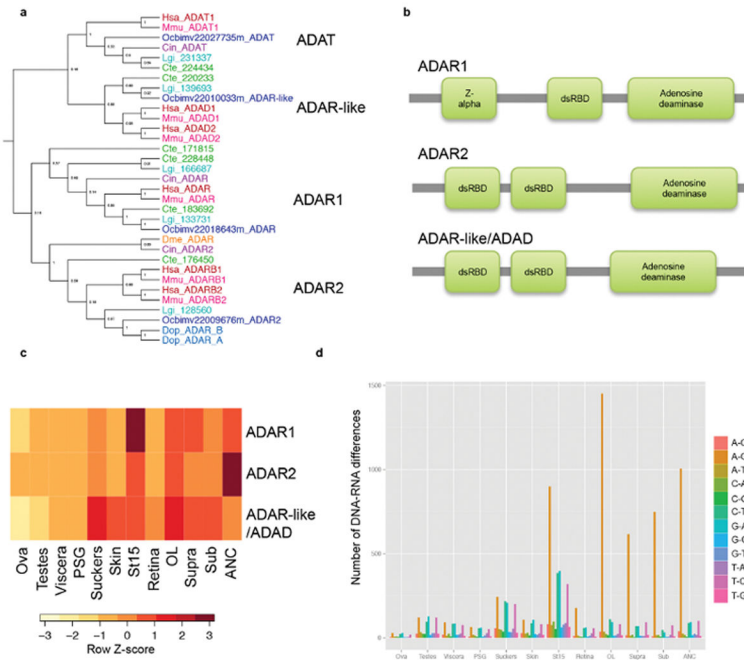 a
Hsa_ADAT1
Mmu_ADAT1
Ocbimv22027735m_ADAT
Cin_ADAT
Lgi_231337
Cte_224434
Cte_220233
Lgi_139693
Ocbimv22010033m_ADAR-like
Hsa_ADAD1
Mmu_ADAD1
Hsa_ADAD2
Mmu_ADAD2
Cte_171815
Cte_228448
Lgi_166687
Cin_ADAR
Hsa_ADAR
Mmu_ADAR
Cte_183692
Lgi_133731
Ocbimv22018643m_ADAR
Dme_ADAR
Cin_ADAR2
Cte_176450
Hsa_ADARB1
Mmu_ADARB1
Hsa_ADARB2
Mmu_ADARB2
Lgi_128560
Ocbimv22009676m_ADAR2
Dop_ADAR_B
Dop_ADAR_A
ADAT
ADAR-like
ADAR1
ADAR2
b
ADAR1
Z-
alpha
dsRBD
Adenosine
deaminase
ADAR2
dsRBD
dsRBD
Adenosine
deaminase
ADAR-like/ADAD
dsRBD
dsRBD
Adenosine
deaminase
c
ADAR1
ADAR2
ADAR-like
/ADAD
Ova
Testes
Viscera
PSG
Suckers
Skin
St15
Retina
OL
Supra
Sub
ANC
−3 −1 0 1 2 3
Row Z-score
d
Number of DNA-RNA differences
1500
1000
500
0
Ova Testes Viscera PSG Suckers Skin St15 Retina OL Supra Sub ANC
A-C
A-G
A-T
C-A
C-G
C-T
G-A
G-C
G-T
T-A
T-C
T-G